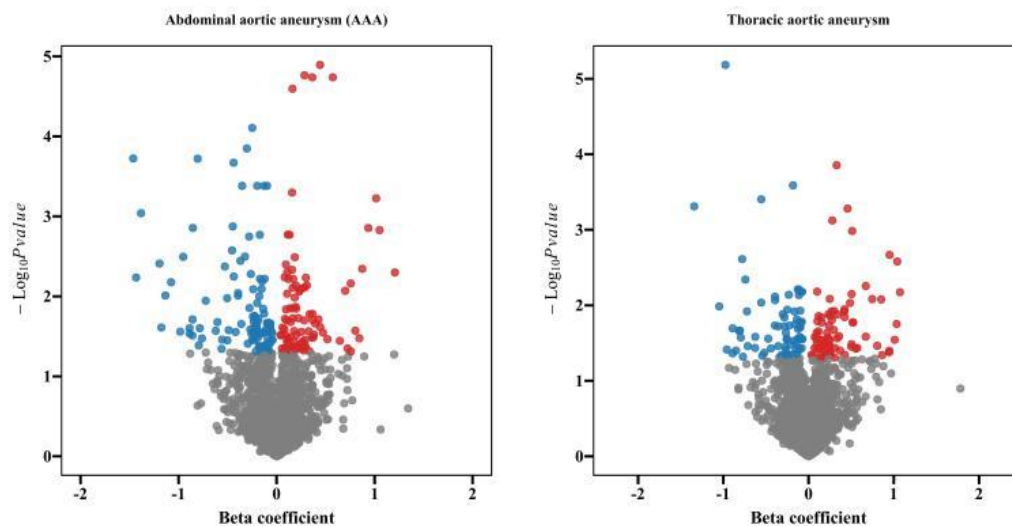 Abdominal aortic aneurysm (AAA)
5
4
3
2
1
0
− Log10Pvalue
-2 -1 0 1 2
Beta coefficient
Thoracic aortic aneurysm
5
4
3
2
1
0
− Log10Pvalue
-2 -1 0 1 2
Beta coefficient